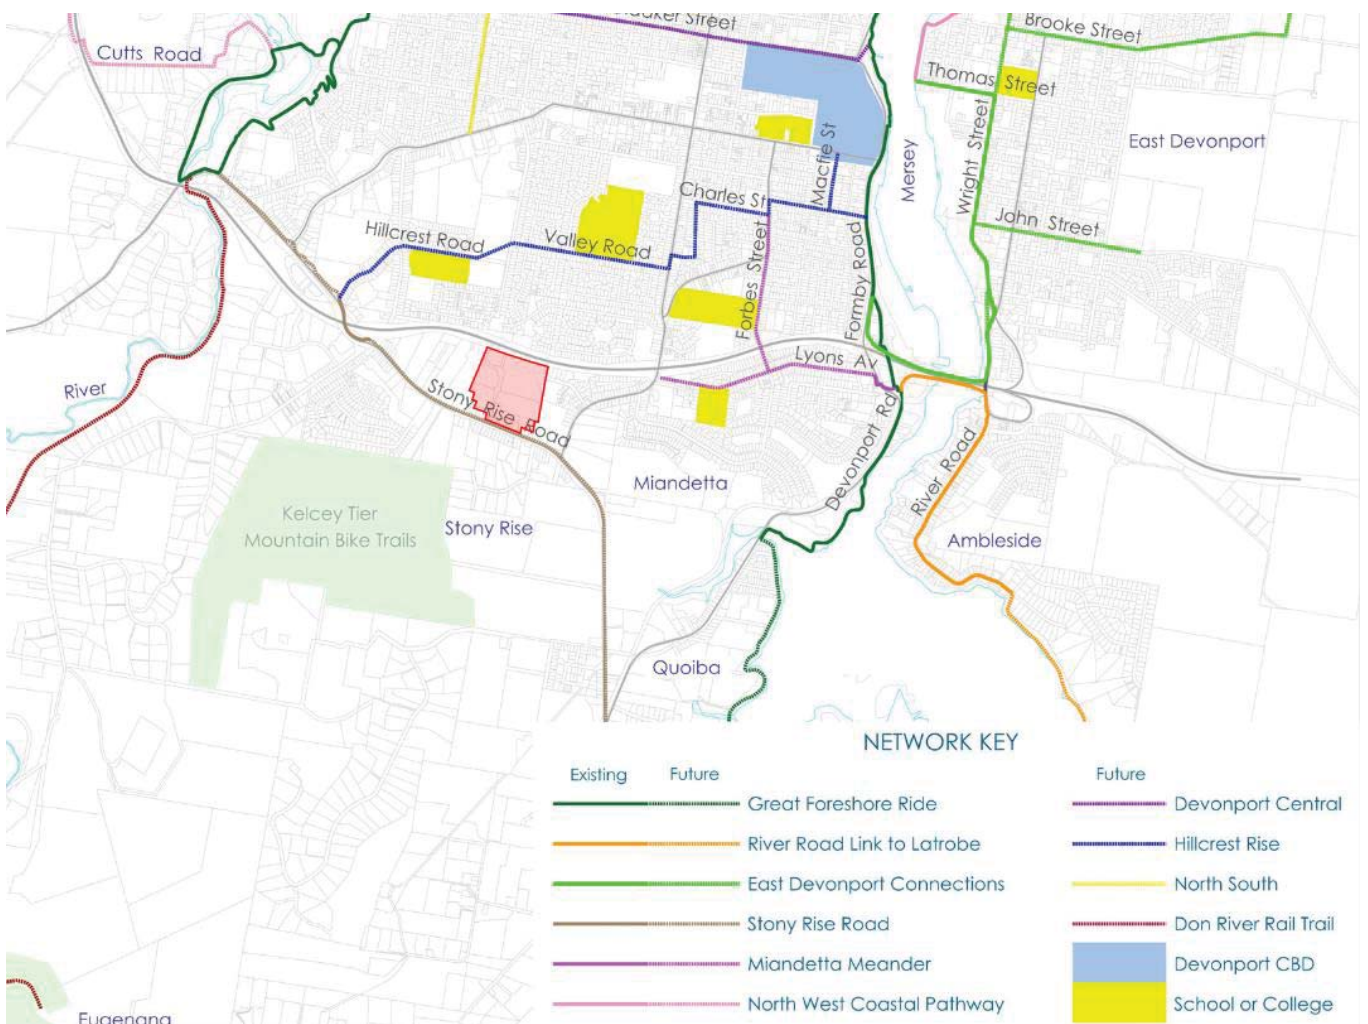 Street
Brooke Street
Cutts Road
Thomas Street
East Devonport
Macfie St
Mersey
Wright Street
Charles St
John Street
Hillcrest Road
Valley Road
Forbes Street
Formby Road
Lyons Av
River
Stony Rise Road
Devonport Rd
River Road
Miandetta
Kelcey Tier
Mountain Bike Trails
Stony Rise
Ambleside
Quoiba
NETWORK KEY
Existing Future
Future
Great Foreshore Ride
Devonport Central
River Road Link to Latrobe
Hillcrest Rise
East Devonport Connections
North South
Stony Rise Road
Don River Rail Trail
Miandetta Meander
Devonport CBD
North West Coastal Pathway
School or College
Eugenana